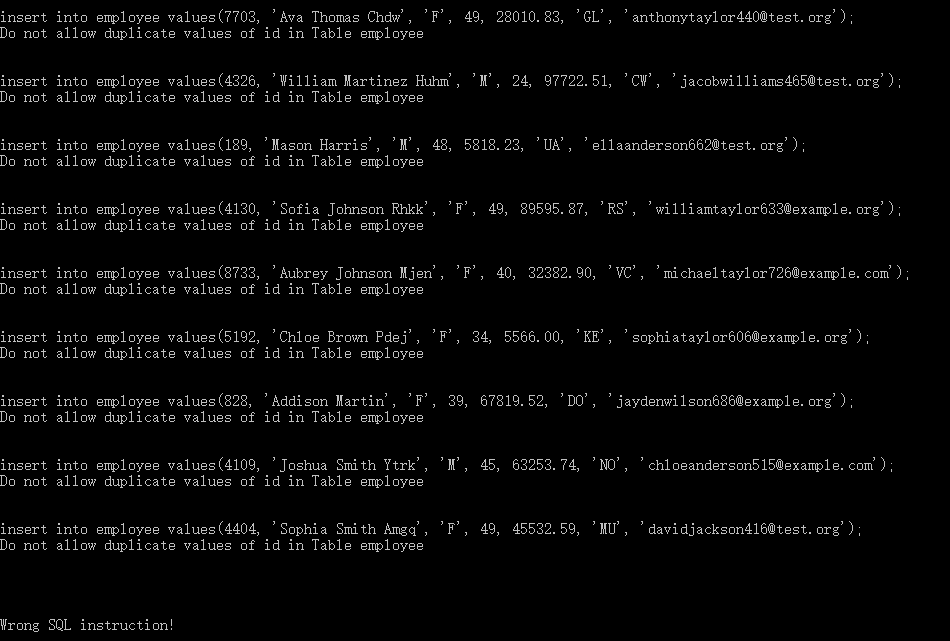 insert into employee values(7703, 'Ava Thomas Chdw', 'F', 49, 28010.83, 'GL', 'anthonytaylor440@test.org');
Do not allow duplicate values of id in Table employee
insert into employee values(4326, 'William Martinez Huhm', 'M', 24, 97722.51, 'CW', 'jacobwilliams465@test.org');
Do not allow duplicate values of id in Table employee
insert into employee values(189, 'Mason Harris', 'M', 48, 5818.23, 'UA', 'ellaanderson662@test.org');
Do not allow duplicate values of id in Table employee
insert into employee values(4130, 'Sofia Johnson Rhkk', 'F', 49, 89595.87, 'RS', 'williamtaylor633@example.org');
Do not allow duplicate values of id in Table employee
insert into employee values(8733, 'Aubrey Johnson Mjen', 'F', 40, 32382.90, 'VC', 'michaeltaylor726@example.com');
Do not allow duplicate values of id in Table employee
insert into employee values(5192, 'Chloe Brown Pdej', 'F', 34, 5566.00, 'KE', 'sophiataylor606@example.org');
Do not allow duplicate values of id in Table employee
insert into employee values(828, 'Addison Martin', 'F', 39, 67819.52, 'DO', 'jaydenwilson686@example.org');
Do not allow duplicate values of id in Table employee
insert into employee values(4109, 'Joshua Smith Ytrk', 'M', 45, 63253.74, 'NO', 'chloeanderson515@example.com');
Do not allow duplicate values of id in Table employee
insert into employee values(4404, 'Sophia Smith Amgq', 'F', 49, 45532.59, 'MU', 'davidjackson416@test.org');
Do not allow duplicate values of id in Table employee
Wrong SQL instruction!